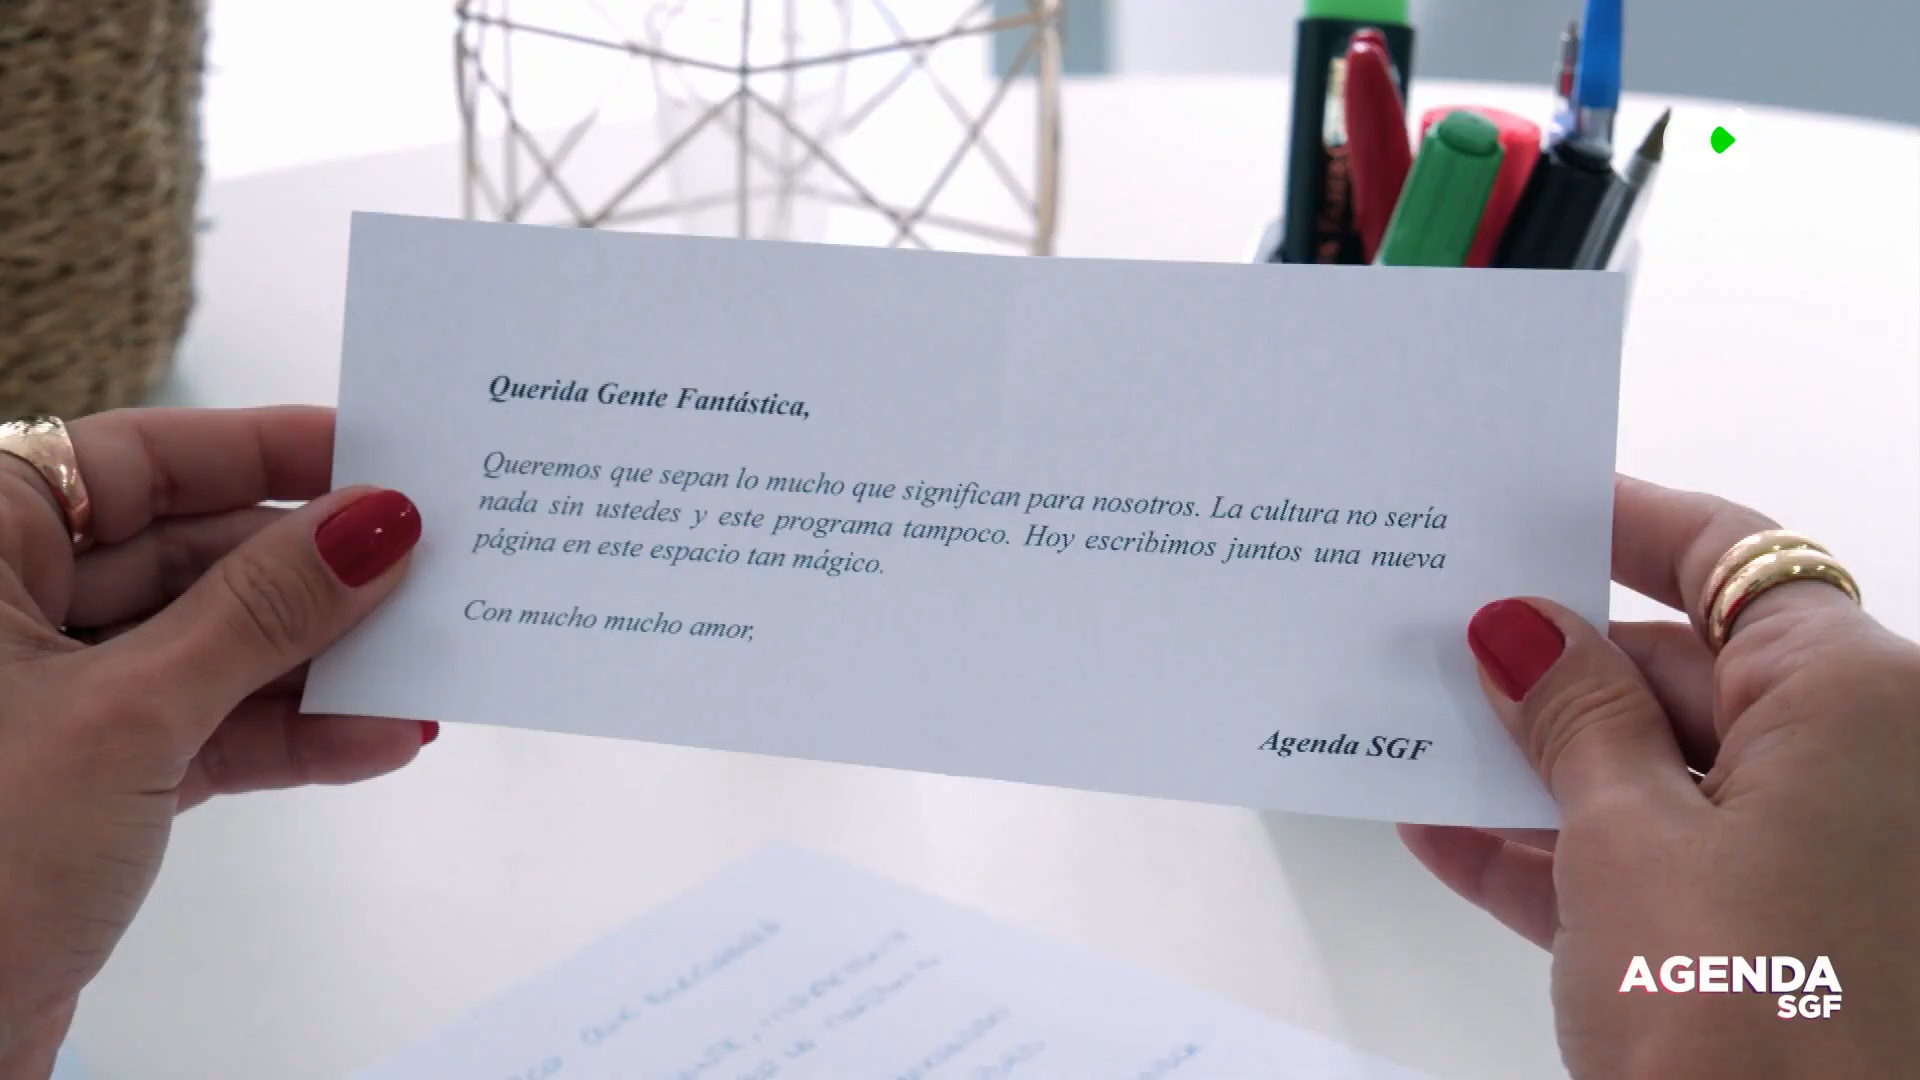 Querida Gente Fantástica,
Queremos que sepan lo mucho que significan para nosotros. La cultura no sería
nada sin ustedes y este programa tampoco. Hoy escribimos juntos una nueva
página en este espacio tan mágico.
Con mucho mucho amor,
Agenda SGF
AGENDA
SGF